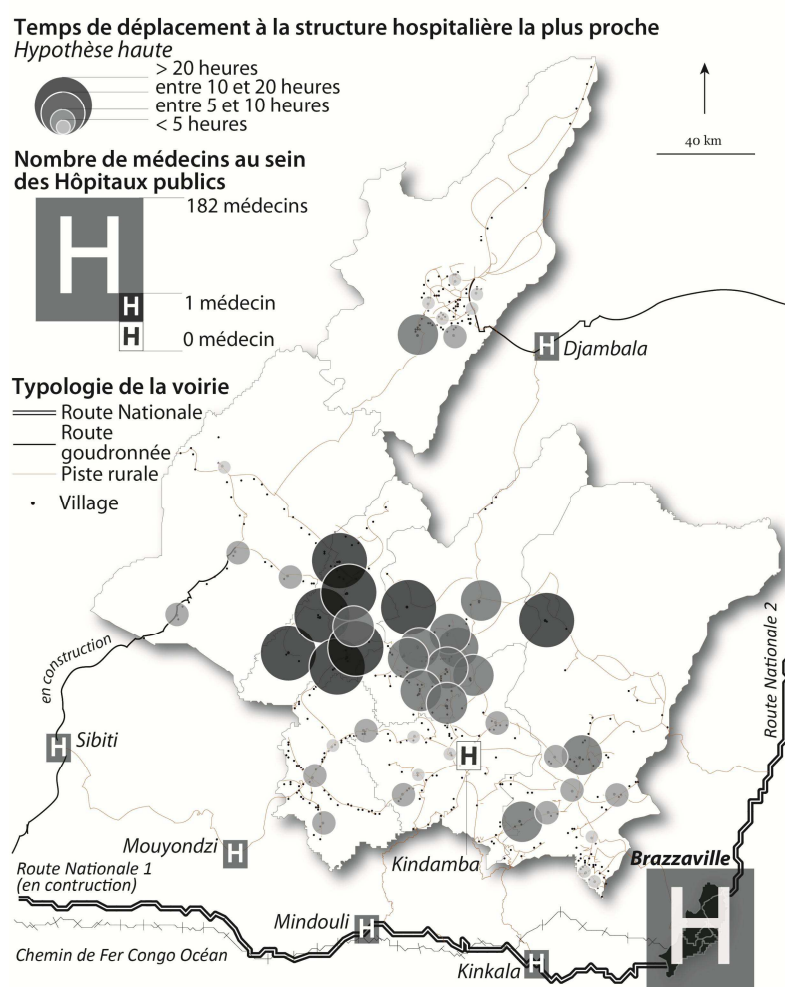 Temps de déplacement à la structure hospitalière la plus proche
Hypothèse haute
> 20 heures
entre 10 et 20 heures
entre 5 et 10 heures
< 5 heures
40 km
Nombre de médecins au sein
des Hôpitaux publics
H
182 médecins
H
1 médecin
H
0 médecin
Typologie de la voirie
Route Nationale
Route
goudronnée
Piste rurale
Village
H
Djambala
en construction
Route Nationale 2
H
Sibiti
H
Mouyondzi
H
Kindamba
Brazzaville
H
Route Nationale 1
(en contruction)
Mindouli
H
Chemin de Fer Congo Océan
Kinkala
H